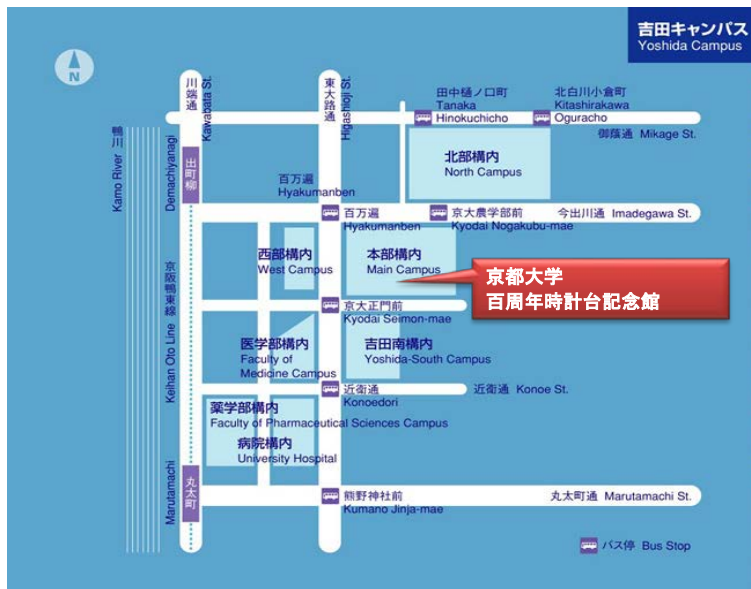 吉田キャンパス
Yoshida Campus
N
川端通
Kawabata St.
東大路通
Higashioji St.
田中樋ノ口町
Tanaka
Hinokuchicho
北白川小倉町
Kitashirakawa
Oguracho
御蔭通 Mikage St.
鴨川
Kamo River
出町柳
Demachiyanagi
北部構内
North Campus
百万遍
Hyakumanben
百万遍
Hyakumanben
京大農学部前
Kyodai Nogakubu-mae
今出川通 Imadegawa St.
西部構内
West Campus
本部構内
Main Campus
京都大学
百周年時計台記念館
京阪鴨東線
Keihan Oto Line
京大正門前
Kyodai Seimon-mae
医学部構内
Faculty of
Medicine Campus
吉田南構内
Yoshida-South Campus
近衛通
Konoedori
近衛通 Konoe St.
薬学部構内
Faculty of Pharmaceutical Sciences Campus
病院構内
University Hospital
丸太町
Marutamachi
熊野神社前
Kumano Jinja-mae
丸太町通 Marutamachi St.
バス停 Bus Stop